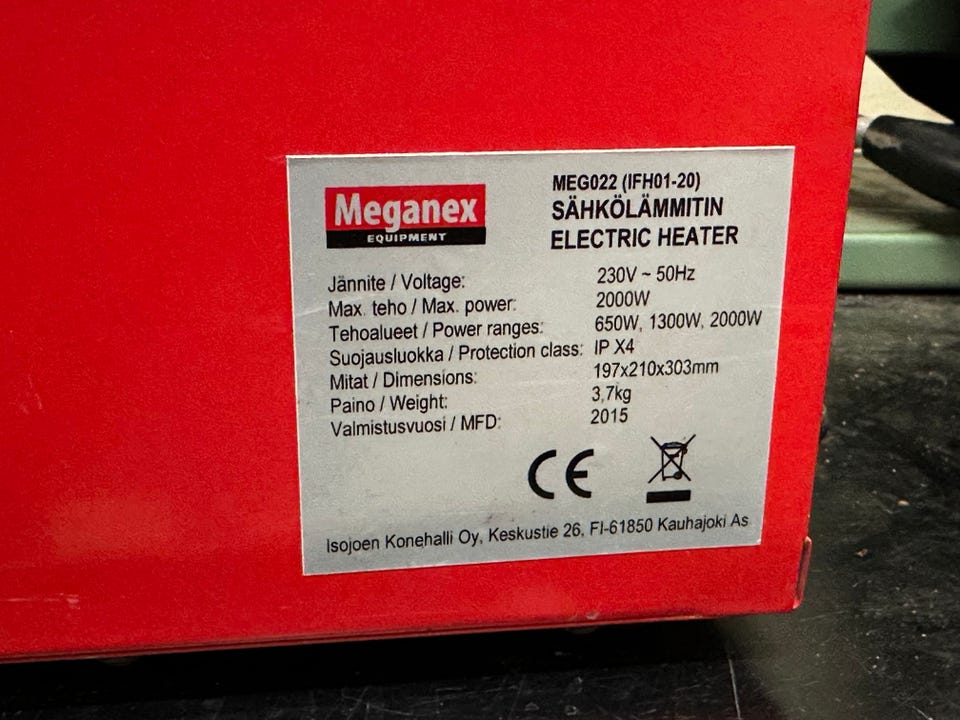 Meganex
EQUIPMENT
MEG022 (IFH01-20)
SÄHKÖLÄMMITIN
ELECTRIC HEATER
Jännite / Voltage: 230V ~ 50Hz
Max. teho / Max. power: 2000W
Tehoalueet / Power ranges: 650W, 1300W, 2000W
Suojausluokka / Protection class: IP X4
Mitat / Dimensions: 197x210x303mm
Paino / Weight: 3,7kg
Valmistusvuosi / MFD: 2015
CE
Isojoen Konehalli Oy, Keskustie 26, FI-61850 Kauhajoki As